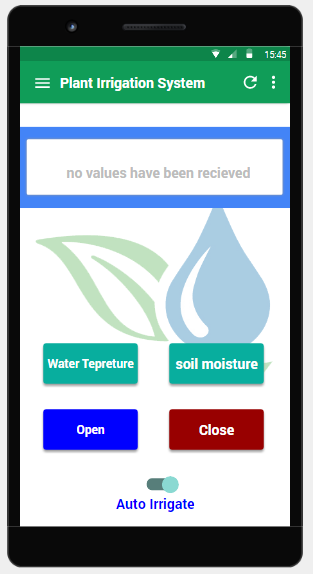 15:45
Plant Irrigation System
no values have been recieved
Water Tepreture
soil moisture
Open
Close
Auto Irrigate